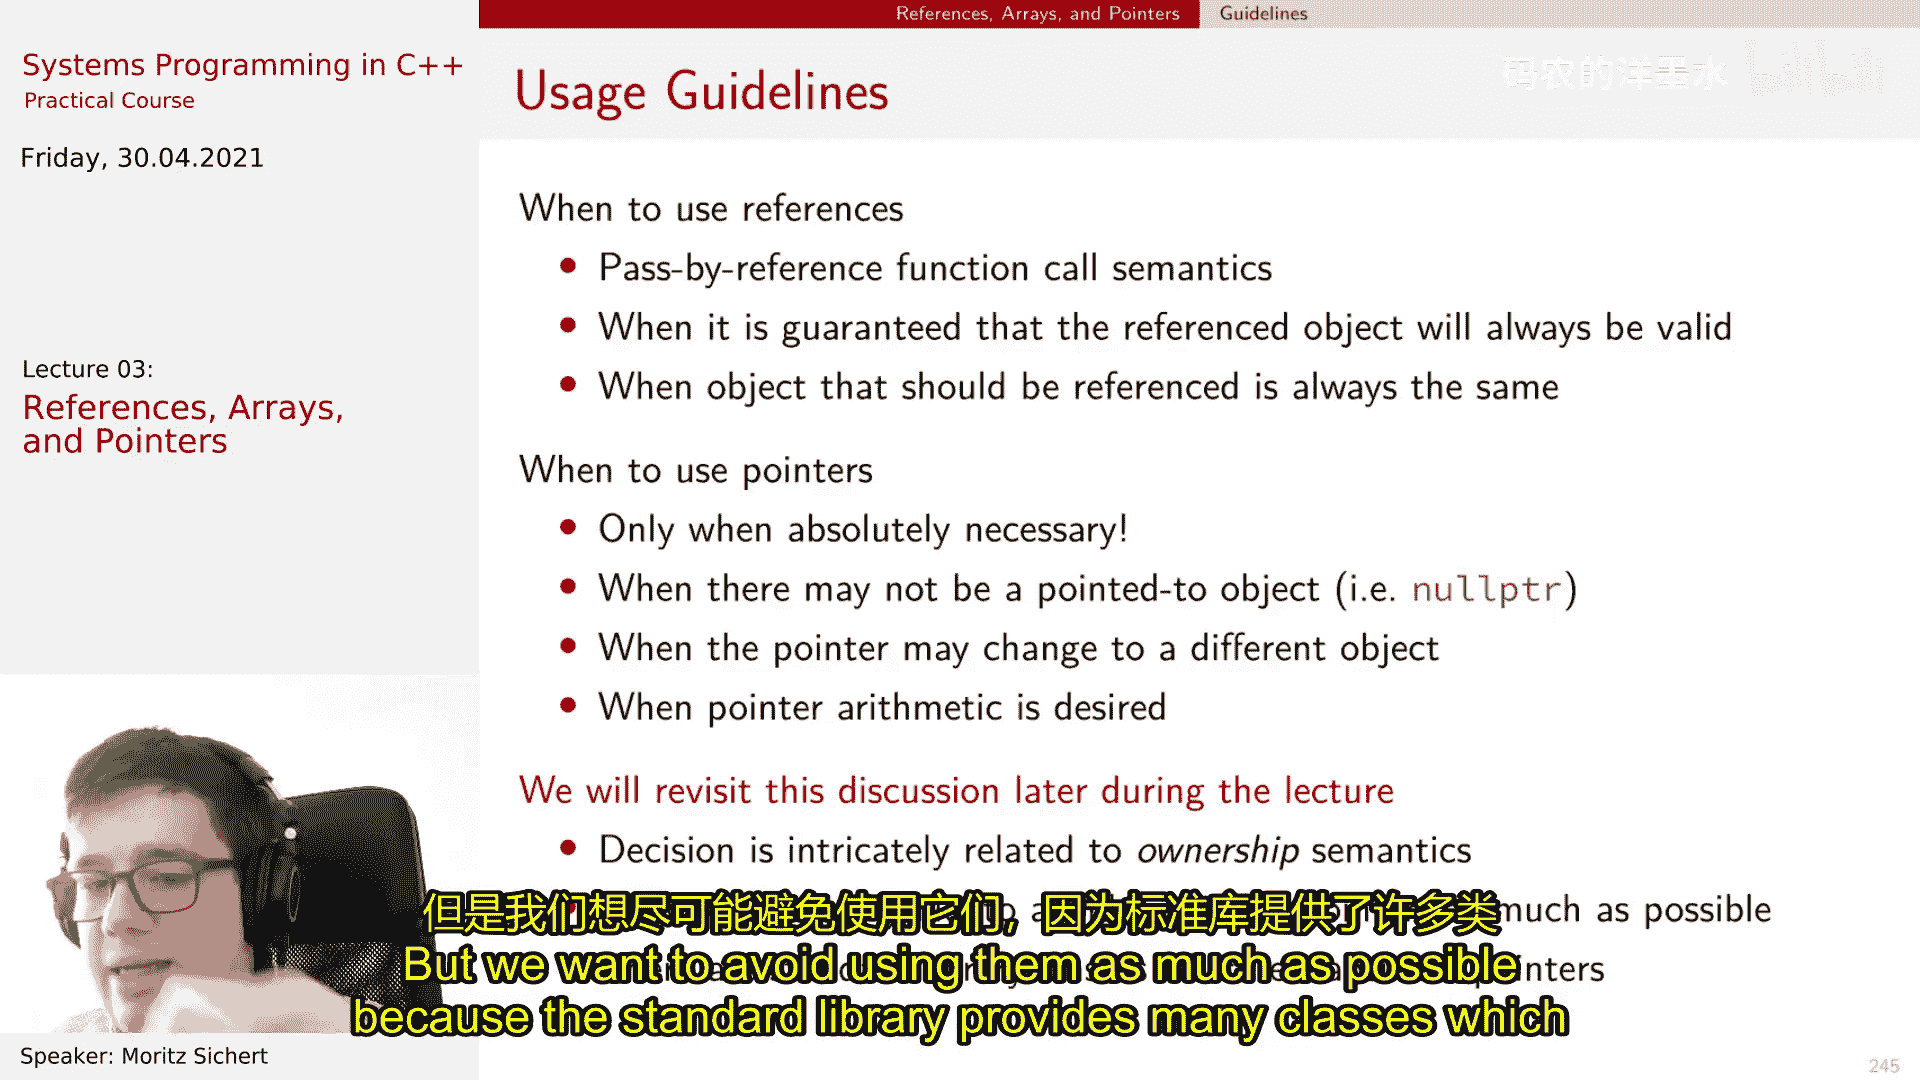 References, Arrays, and Pointers
Guidelines
Systems Programming in C++
Practical Course
Friday, 30.04.2021
Lecture 03:
References, Arrays,
and Pointers
码农的洋墨水
bilibili
Usage Guidelines
When to use references
Pass-by-reference function call semantics
When it is guaranteed that the referenced object will always be valid
When object that should be referenced is always the same
When to use pointers
Only when absolutely necessary!
When there may not be a pointed-to object (i.e. nullptr)
When the pointer may change to a different object
When pointer arithmetic is desired
We will revisit this discussion later during the lecture
Decision is intricately related to ownership semantics
much as possible
但是我们想尽可能避免使用它们，因为标准库提供了许多类
But we want to avoid using them as much as possible
because the standard library provides many classes which
Speaker: Moritz Sichert
245